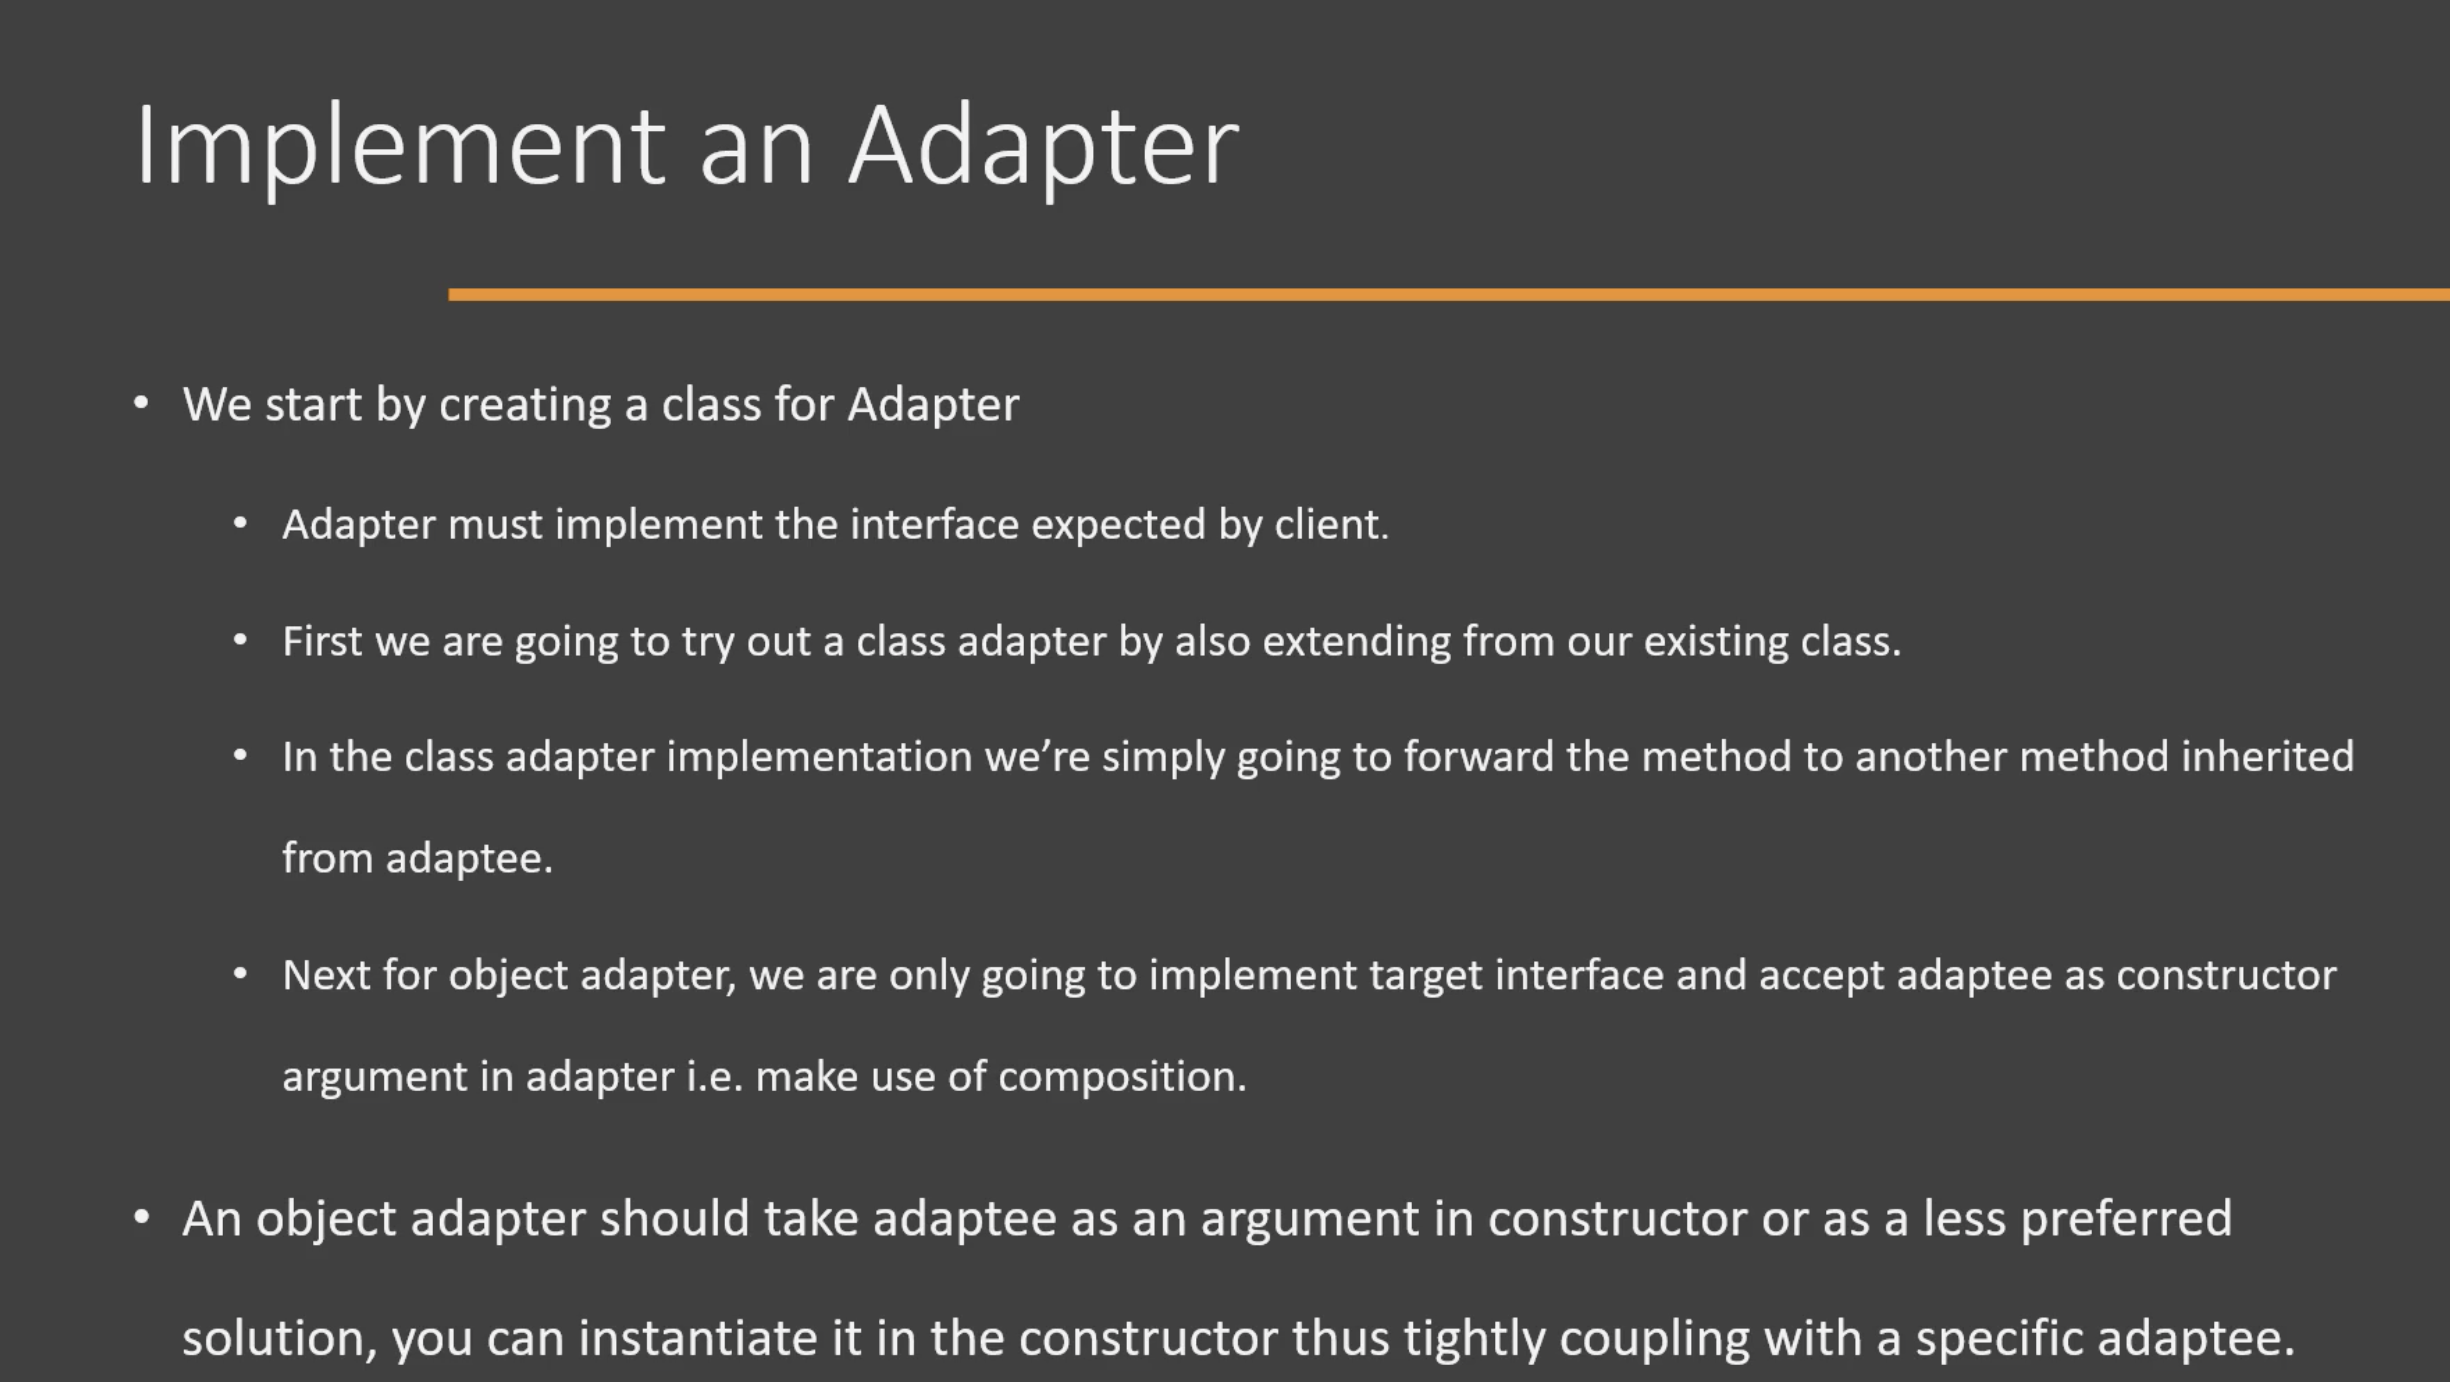 Implement an Adapter
• We start by creating a class for Adapter
• Adapter must implement the interface expected by client.
• First we are going to try out a class adapter by also extending from our existing class.
• In the class adapter implementation we’re simply going to forward the method to another method inherited
from adaptee.
• Next for object adapter, we are only going to implement target interface and accept adaptee as constructor
argument in adapter i.e. make use of composition.
• An object adapter should take adaptee as an argument in constructor or as a less preferred
solution, you can instantiate it in the constructor thus tightly coupling with a specific adaptee.